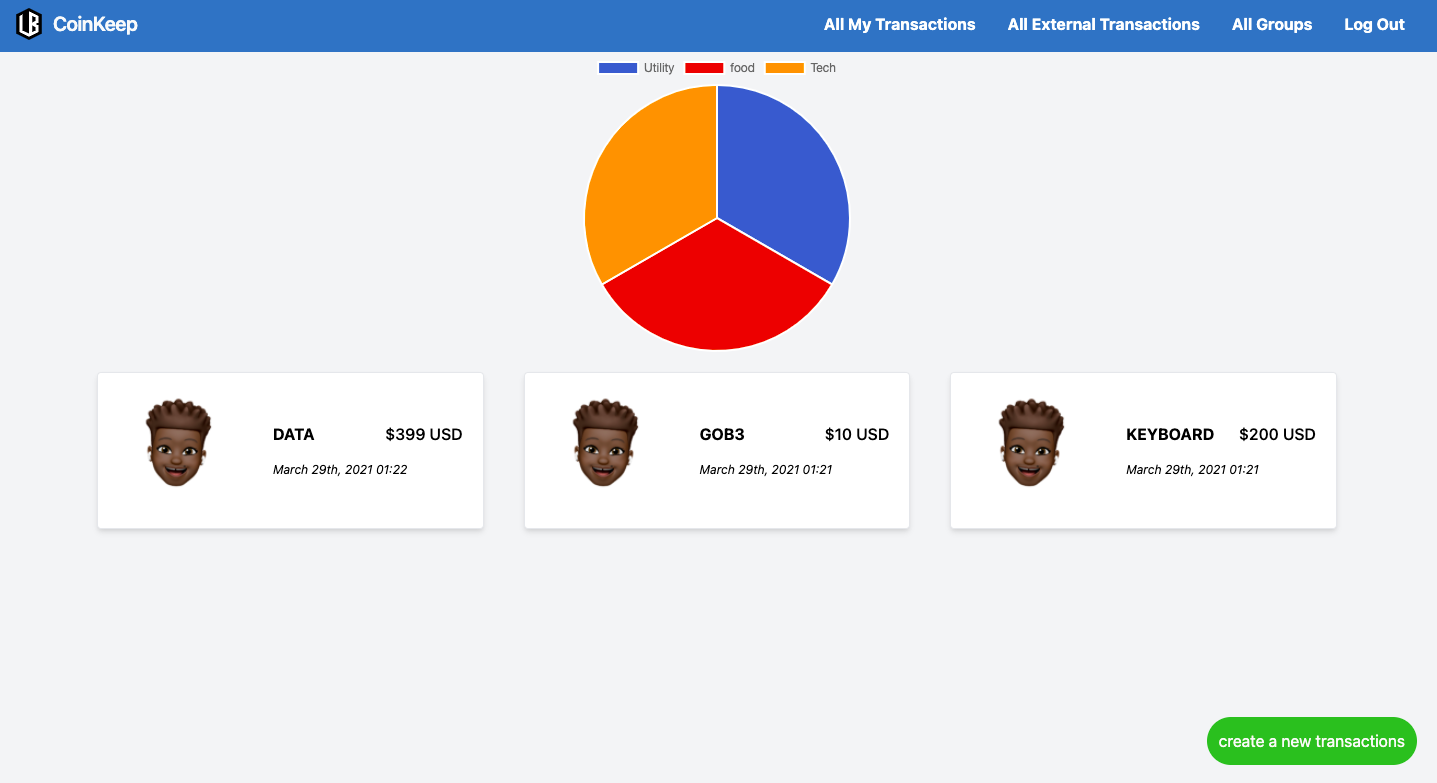 CoinKeep All My Transactions All External Transactions All Groups Log Out
Utility food Tech
DATA $399 USD
March 29th, 2021 01:22
GOB3 $10 USD
March 29th, 2021 01:21
KEYBOARD $200 USD
March 29th, 2021 01:21
create a new transactions